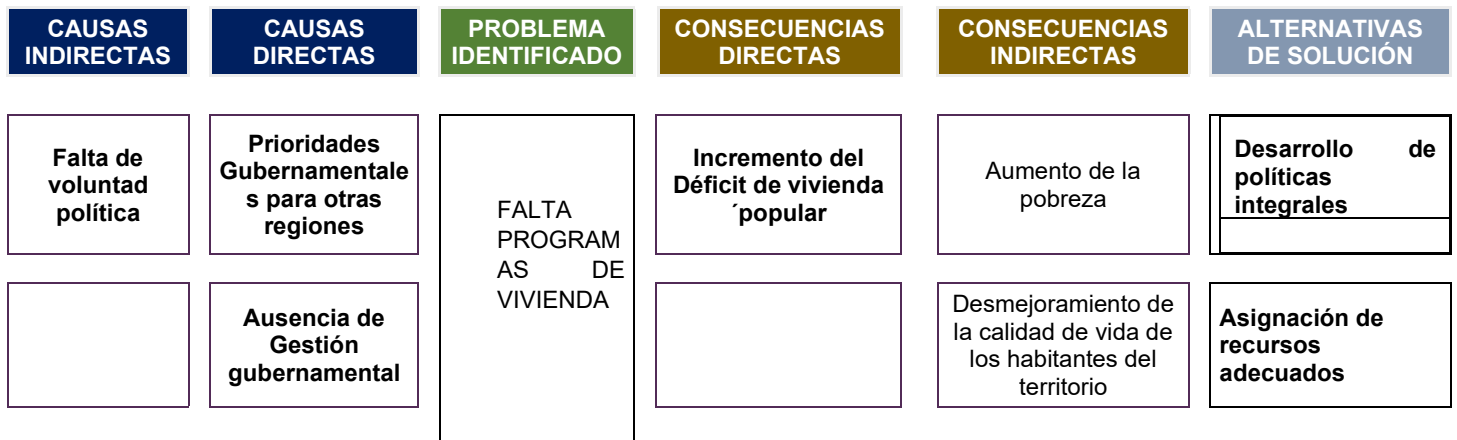 CAUSAS
INDIRECTAS
CAUSAS
DIRECTAS
PROBLEMA
IDENTIFICADO
CONSECUENCIAS
DIRECTAS
CONSECUENCIAS
INDIRECTAS
ALTERNATIVAS
DE SOLUCIÓN
Falta de
voluntad
política
Prioridades
Gubernamentale
s para otras
regiones
FALTA
PROGRAM
AS DE
VIVIENDA
Incremento del
Déficit de vivienda
´popular
Aumento de la
pobreza
Desarrollo de
políticas
integrales
Ausencia de
Gestión
gubernamental
Desmejoramiento de
la calidad de vida de
los habitantes del
territorio
Asignación de
recursos
adecuados